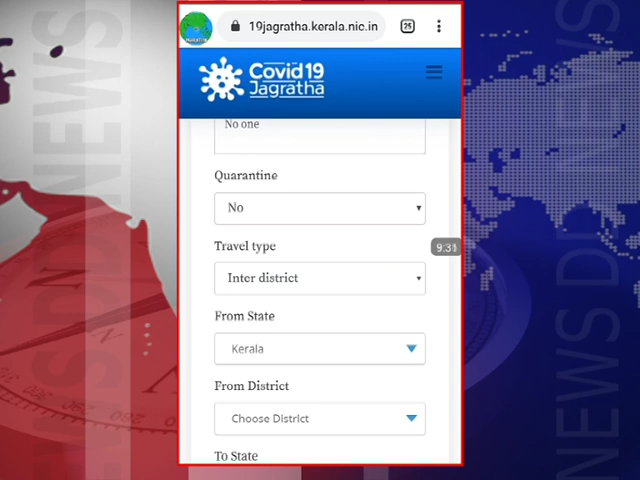 19jagratha.kerala.nic.in
25
Covid19
Jagratha
No one
Quarantine
No
Travel type
9:31
Inter district
From State
Kerala
From District
Choose District
To State